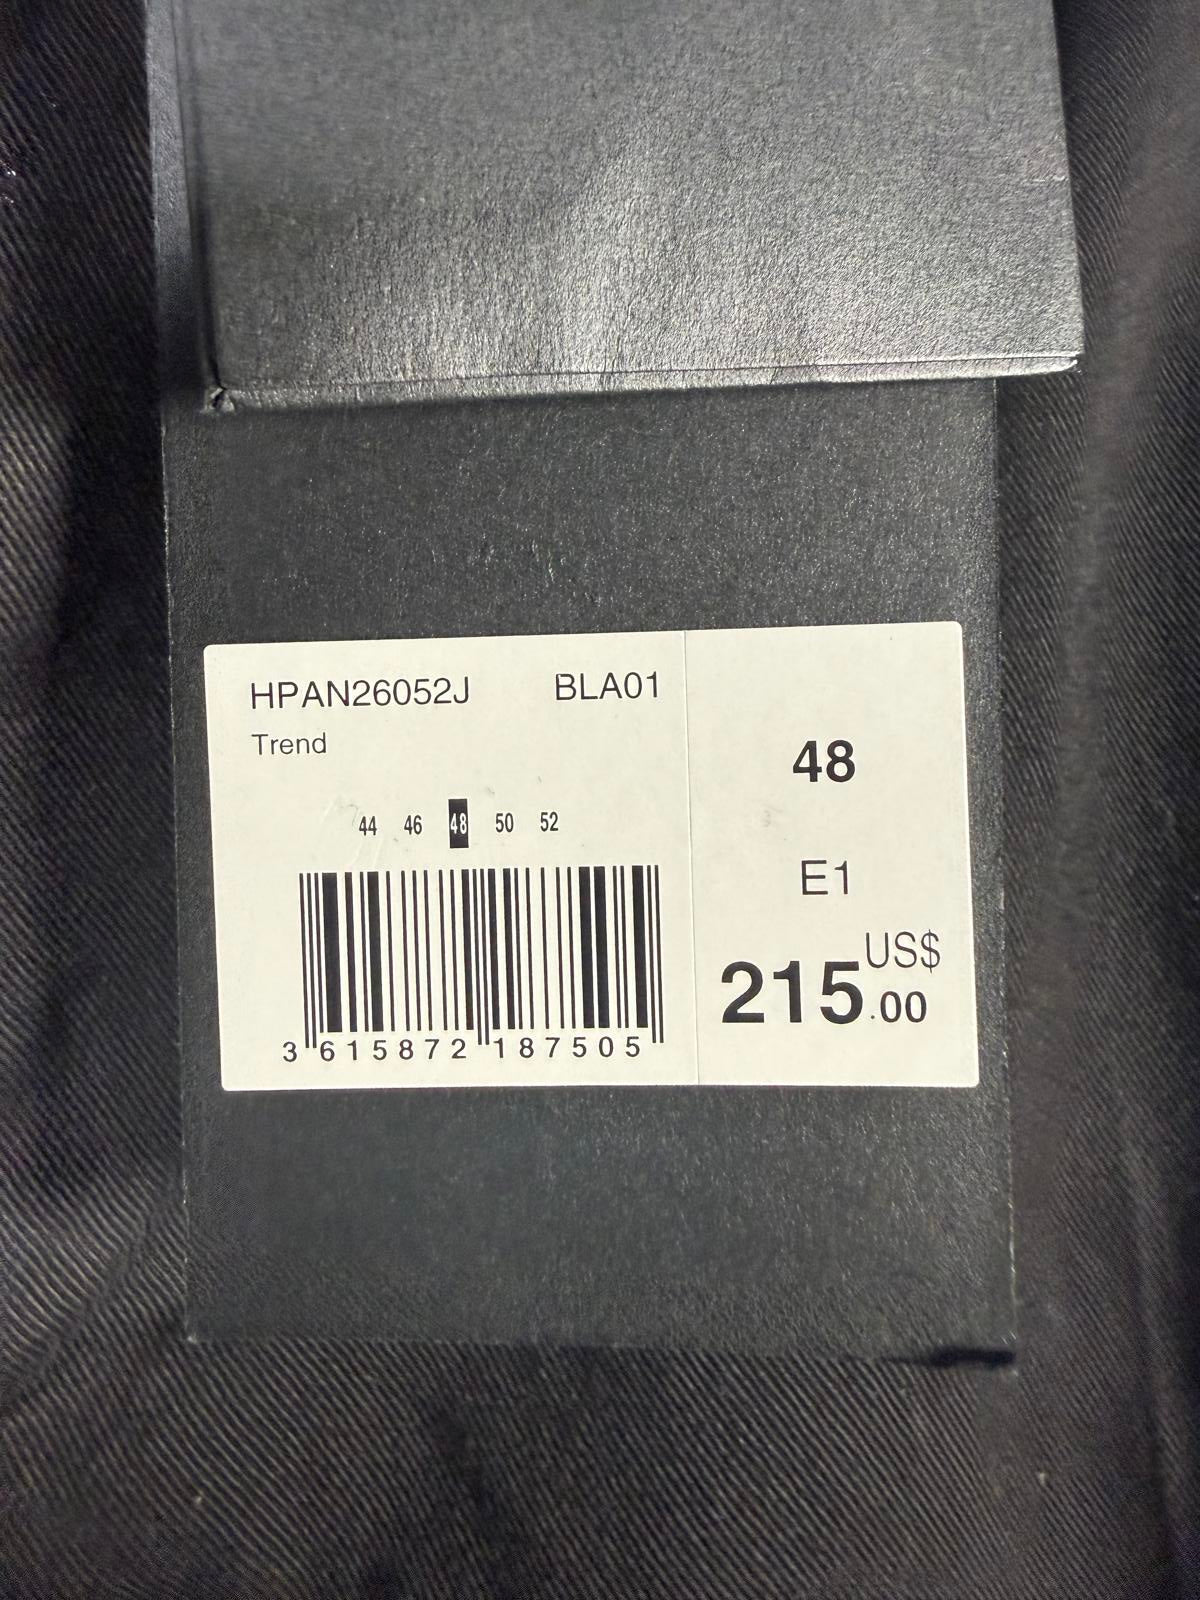 HPAN26052J BLA01
Trend
44 46 48 50 52
3 615872 187505
48
E1
US$
215.00